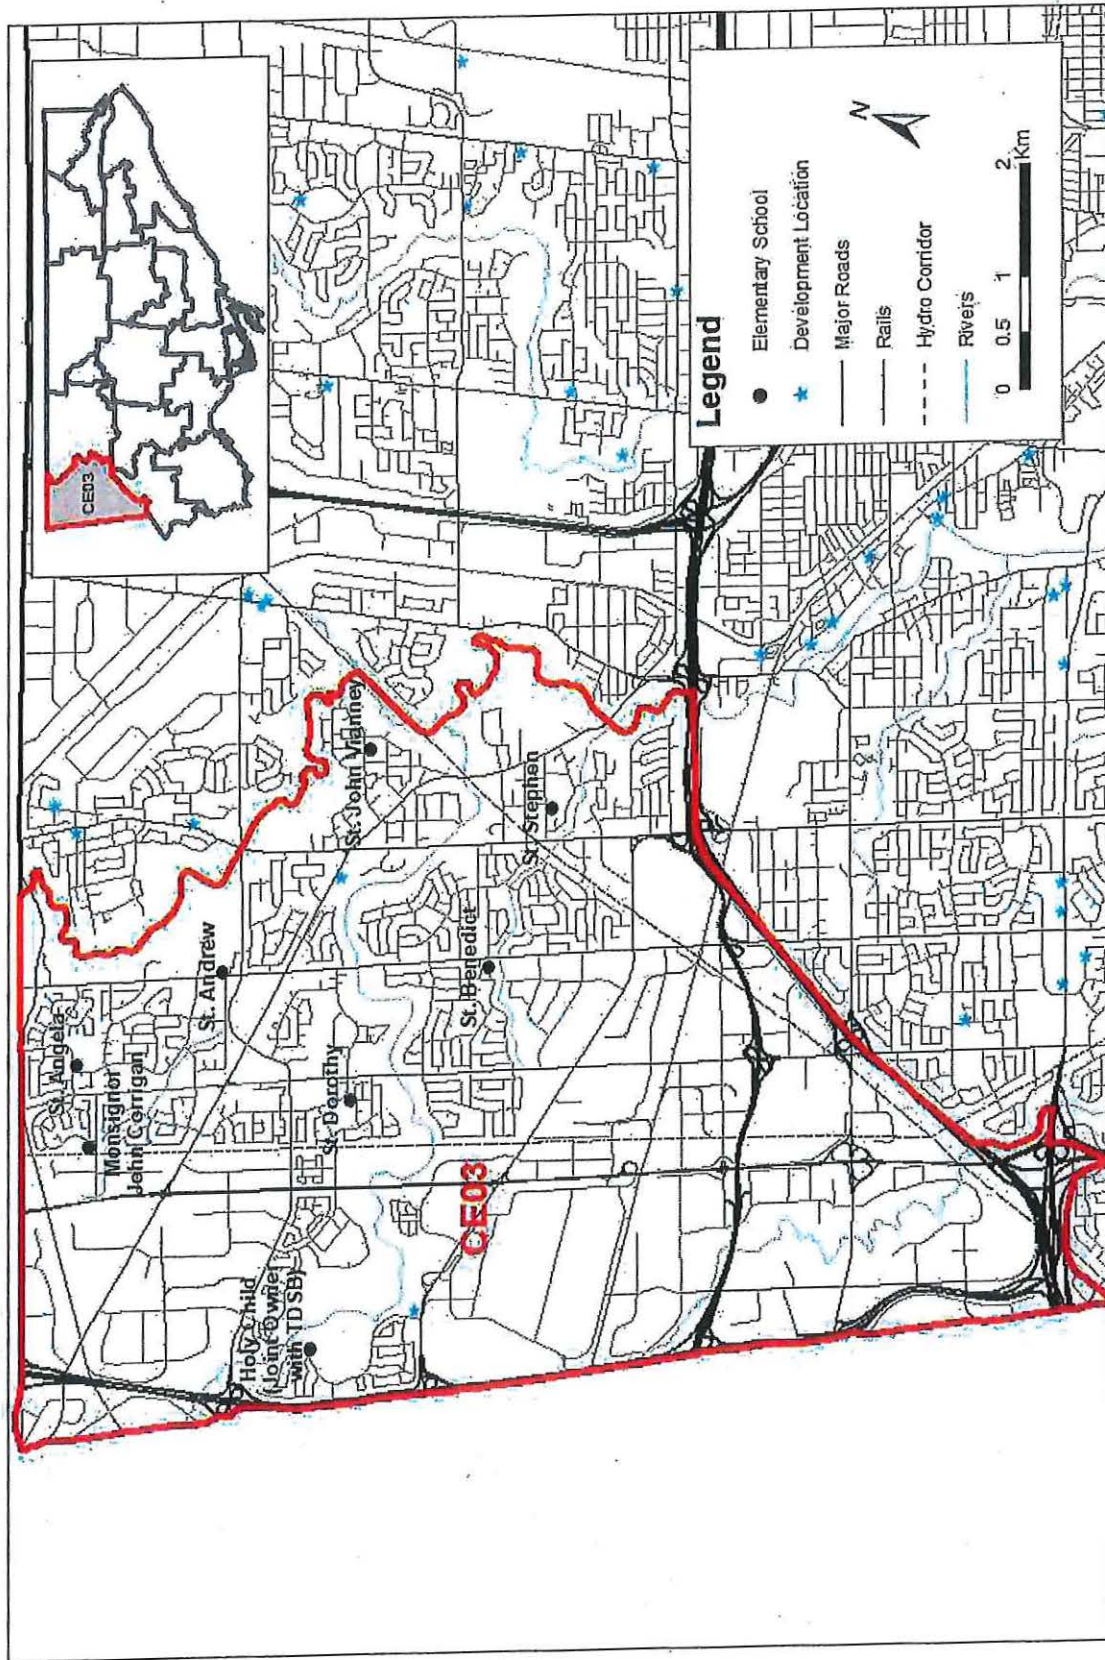 CE03
Legend
Elementary School
Development Location
Major Roads
Rails
Hydro Corridor
Rivers
N
0 0.5 1 2
Km
St. Angela
Monsignor
John Corrigan
St. Andrew
St. John Vianney
St. Dorothy
Holy Child
(Joint Owner
with TDSB)
St. Benedict
St. Stephen
CE03